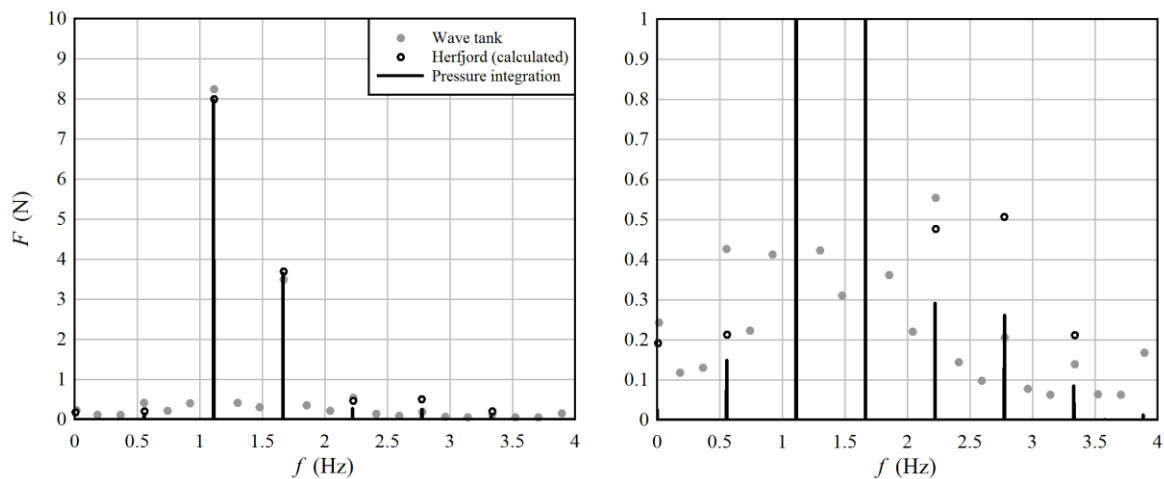 10
9
8
7
6
5
4
3
2
1
0
F (N)
Wave tank
Herfjord (calculated)
Pressure integration
0 0.5 1 1.5 2 2.5 3 3.5 4
f (Hz)
1
0.9
0.8
0.7
0.6
0.5
0.4
0.3
0.2
0.1
0
0 0.5 1 1.5 2 2.5 3 3.5 4
f (Hz)